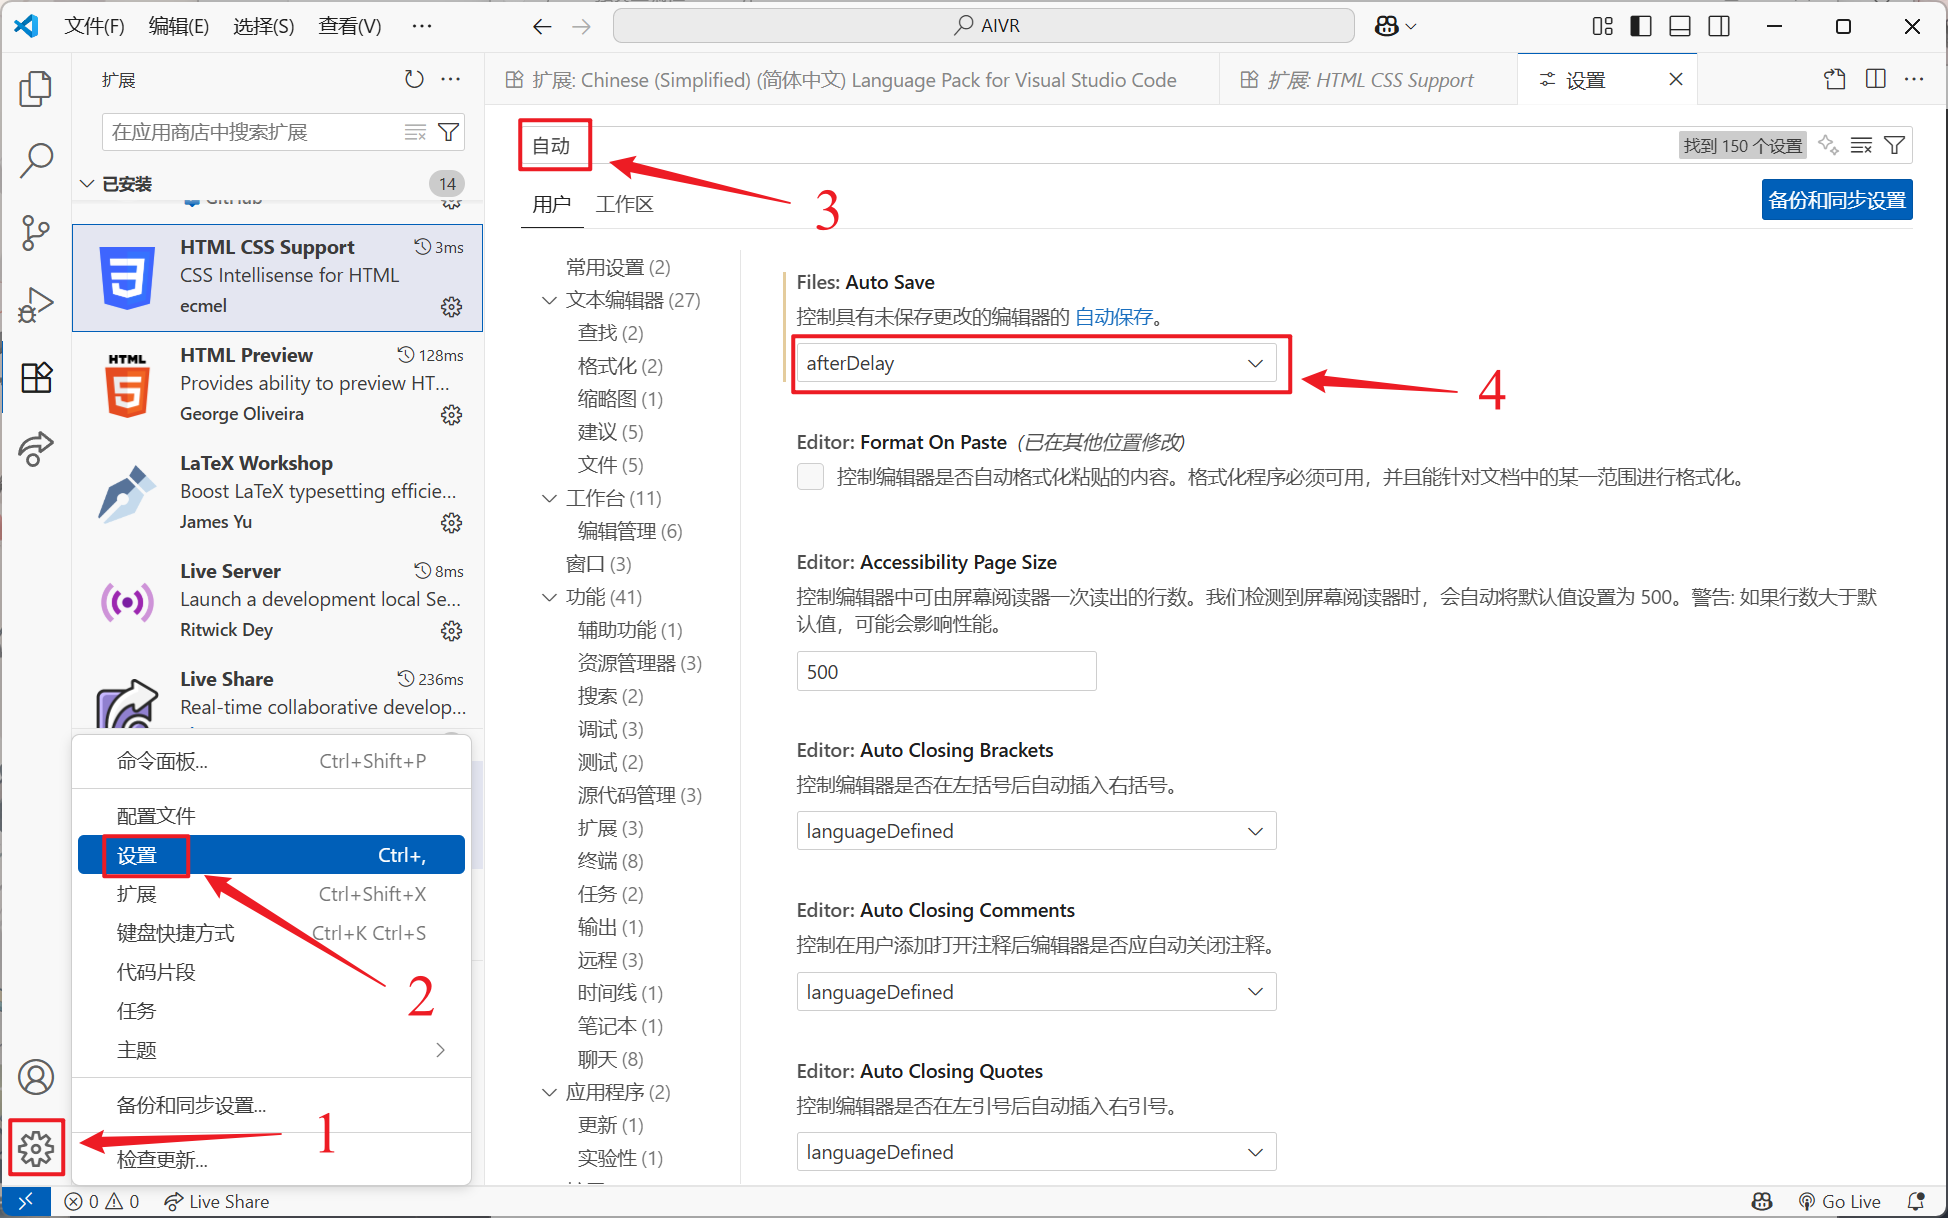 文件(F) 编辑(E) 选择(S) 查看(V) ··· AIVR
扩展
扩展: Chinese (Simplified) (简体中文) Language Pack for Visual Studio Code
扩展: HTML CSS Support
设置
在应用商店中搜索扩展
已安装 14
GitHub
HTML CSS Support 3ms
CSS Intellisense for HTML
ecmel
HTML
HTML Preview 128ms
Provides ability to preview HT...
George Oliveira
LaTeX Workshop
Boost LaTeX typesetting efficie...
James Yu
Live Server 8ms
Launch a development local Se...
Ritwick Dey
Live Share 236ms
Real-time collaborative develop...
命令面板... Ctrl+Shift+P
配置文件
设置 Ctrl+,
扩展 Ctrl+Shift+X
键盘快捷方式 Ctrl+K Ctrl+S
代码片段
任务
主题
备份和同步设置...
检查更新...
1
2
自动
找到 150 个设置
3
用户 工作区
备份和同步设置
常用设置 (2)
文本编辑器 (27)
查找 (2)
格式化 (2)
缩略图 (1)
建议 (5)
文件 (5)
工作台 (11)
编辑管理 (6)
窗口 (3)
功能 (41)
辅助功能 (1)
资源管理器 (3)
搜索 (2)
调试 (3)
测试 (2)
源代码管理 (3)
扩展 (3)
终端 (8)
任务 (2)
输出 (1)
远程 (3)
时间线 (1)
笔记本 (1)
聊天 (8)
应用程序 (2)
更新 (1)
实验性 (1)
Files: Auto Save
控制具有未保存更改的编辑器的 自动保存。
afterDelay
4
Editor: Format On Paste (已在其他位置修改)
控制编辑器是否自动格式化粘贴的内容。格式化程序必须可用，并且能针对文档中的某一范围进行格式化。
Editor: Accessibility Page Size
控制编辑器中可由屏幕阅读器一次读出的行数。我们检测到屏幕阅读器时，会自动将默认值设置为 500。警告: 如果行数大于默
认值，可能会影响性能。
500
Editor: Auto Closing Brackets
控制编辑器是否在左括号后自动插入右括号。
languageDefined
Editor: Auto Closing Comments
控制在用户添加打开注释后编辑器是否应自动关闭注释。
languageDefined
Editor: Auto Closing Quotes
控制编辑器是否在左引号后自动插入右引号。
languageDefined
0 0 Live Share
Go Live